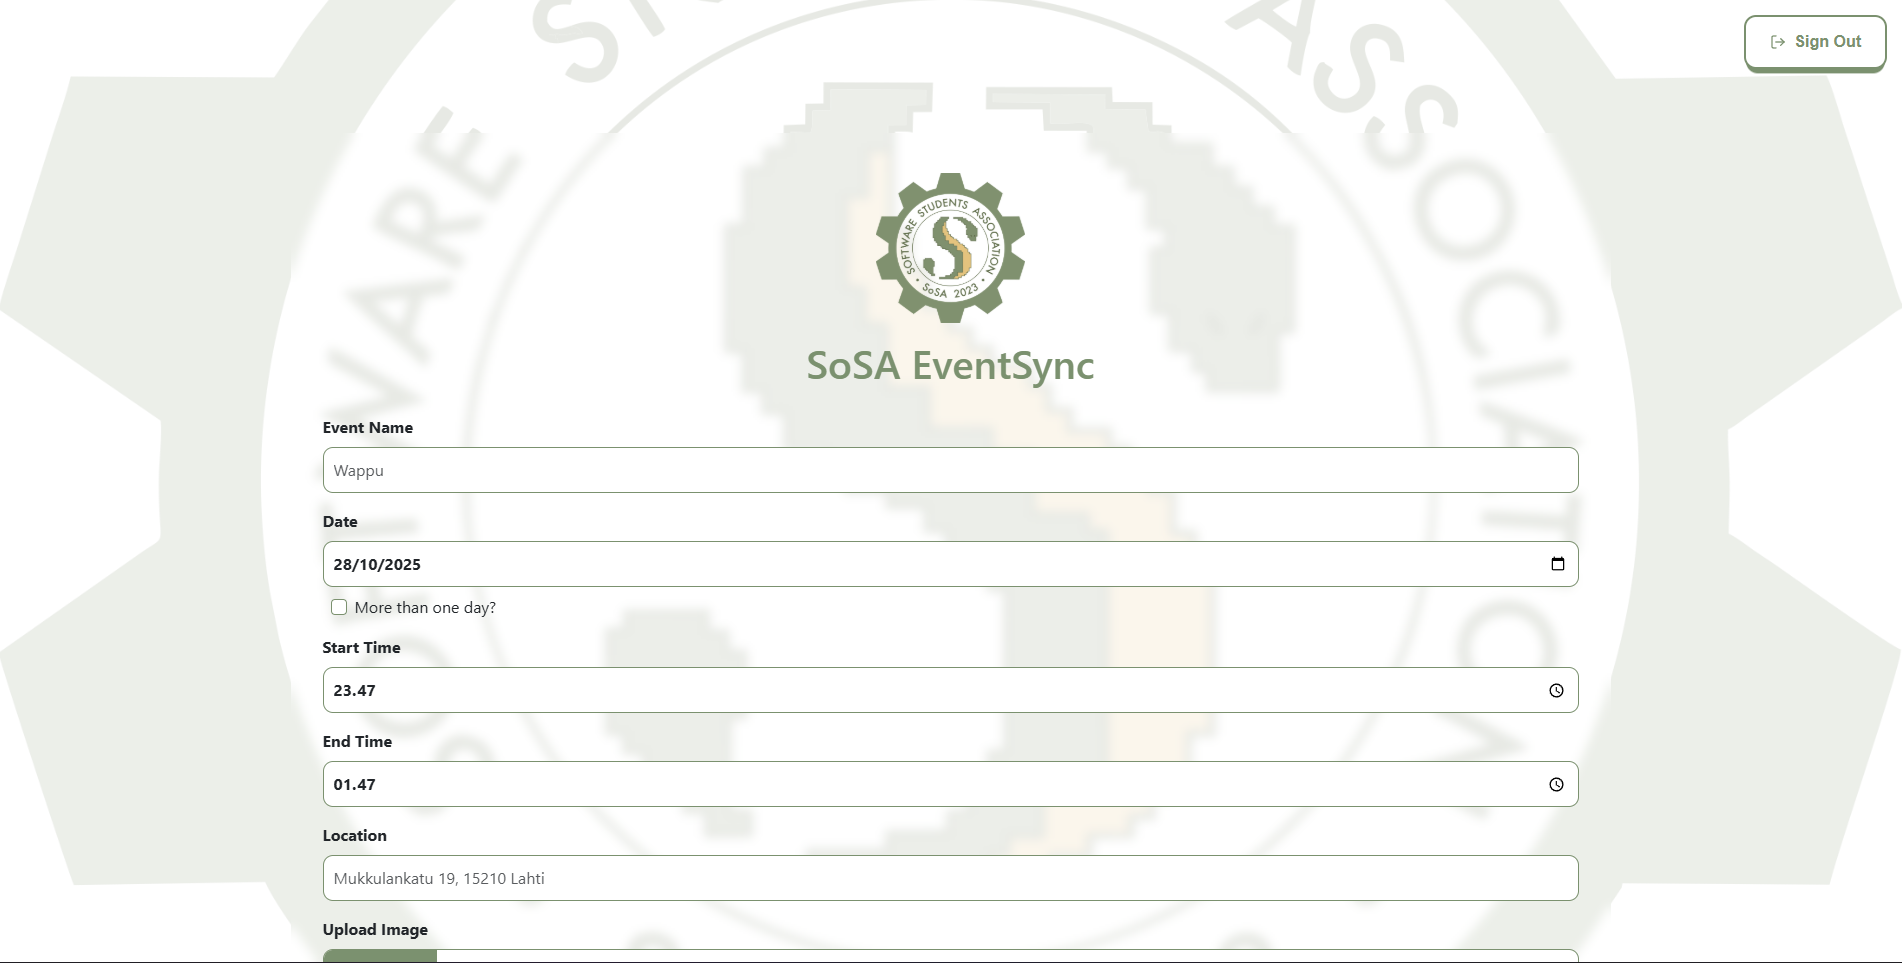 Sign Out
SOFTWARE STUDENTS ASSOCIATION
SoSA 2023
SoSA EventSync
Event Name
Wappu
Date
28/10/2025
More than one day?
Start Time
23.47
End Time
01.47
Location
Mukkulankatu 19, 15210 Lahti
Upload Image